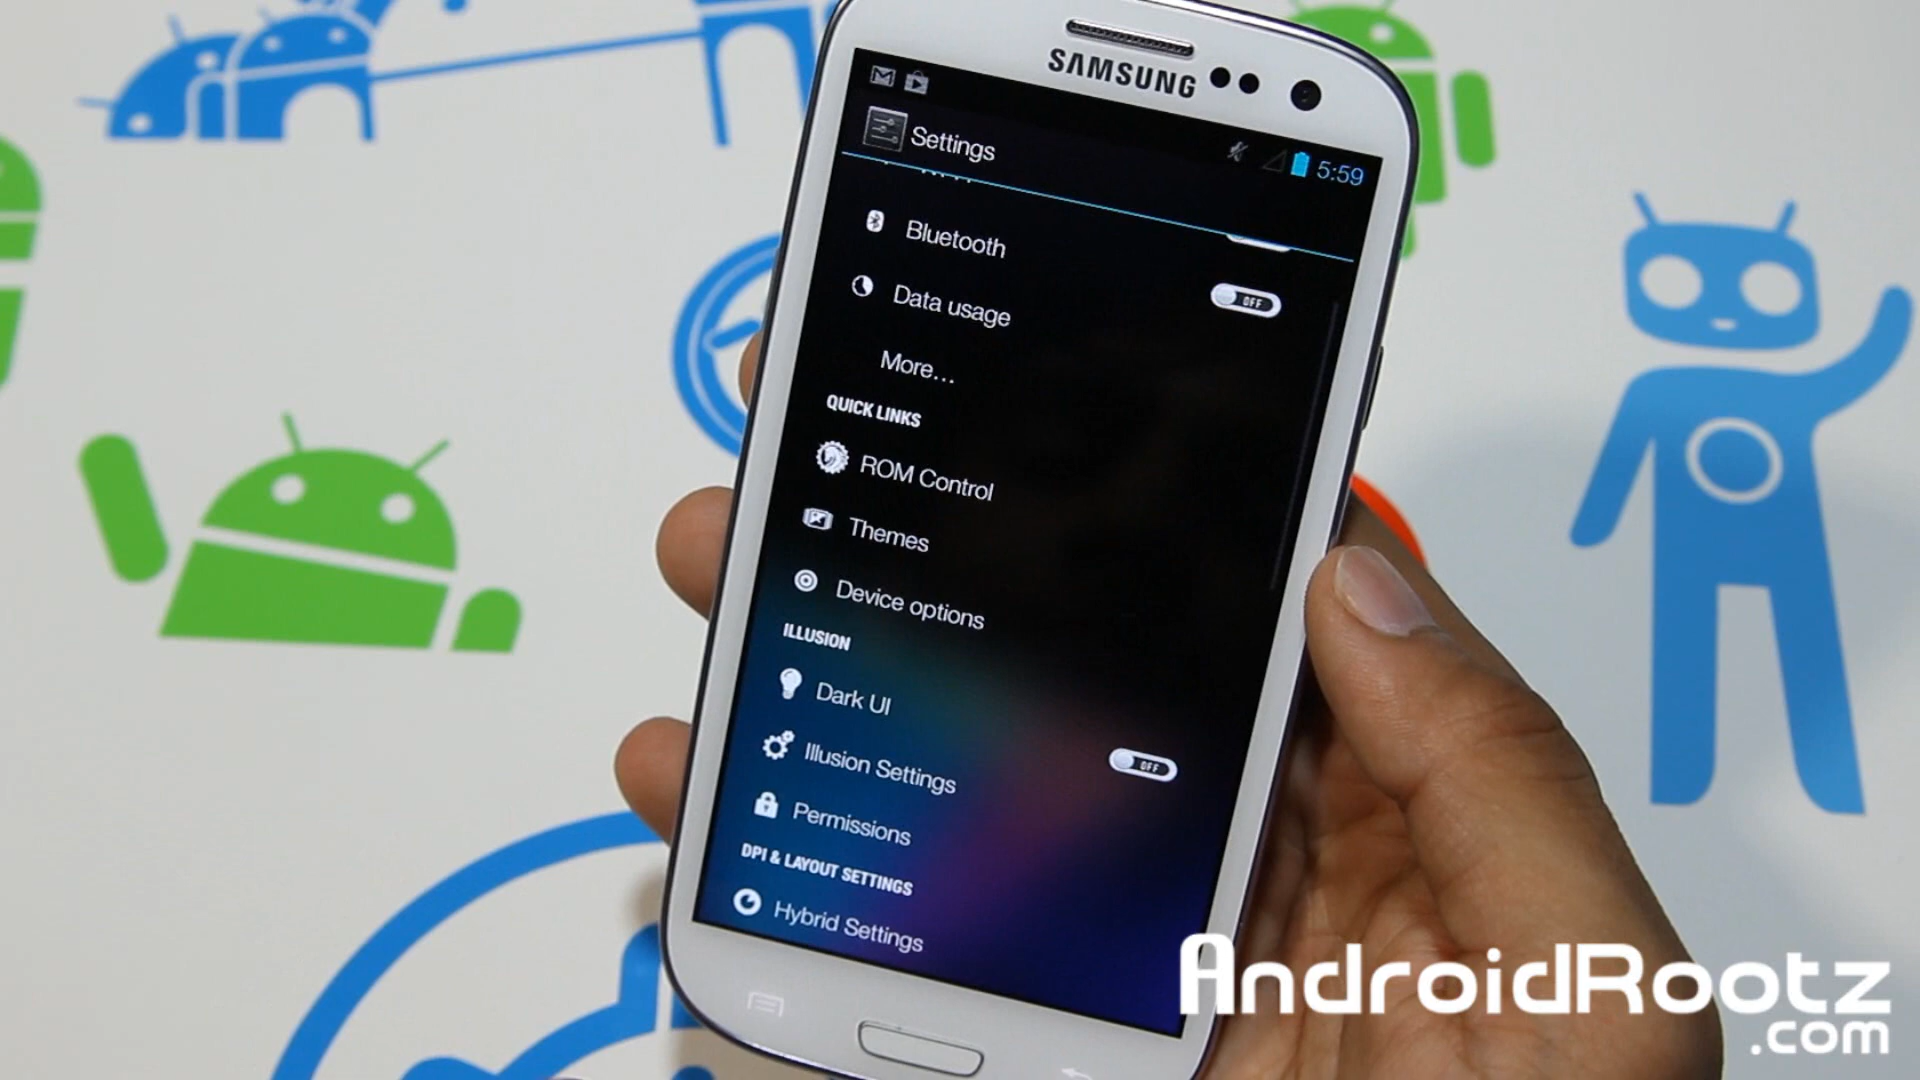 SAMSUNG
Settings
5:59
Bluetooth
OFF
Data usage
More...
QUICK LINKS
ROM Control
Themes
Device options
ILLUSION
Dark UI
OFF
Illusion Settings
Permissions
DPI & LAYOUT SETTINGS
Hybrid Settings
AndroidRootz
.com